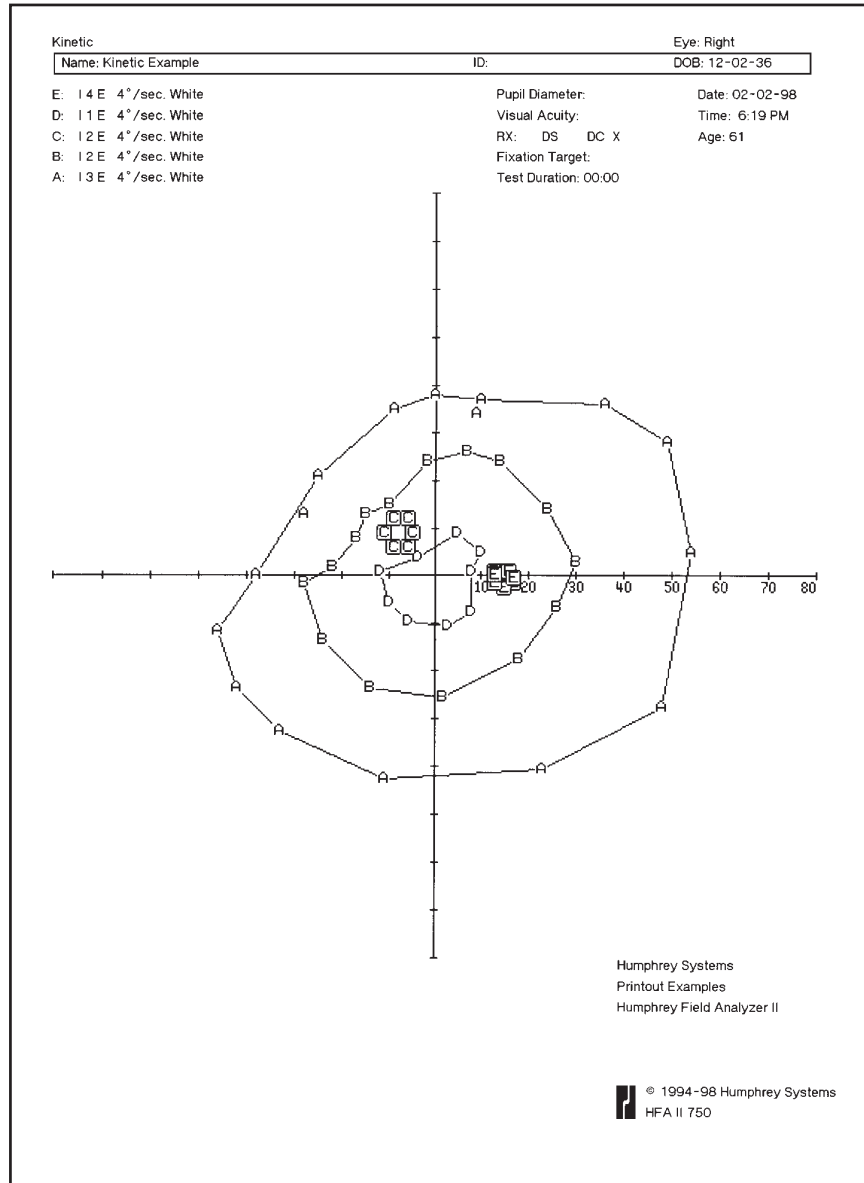 Kinetic Eye: Right
Name: Kinetic Example ID: DOB: 12-02-36
E: I 4 E 4°/sec. White Pupil Diameter: Date: 02-02-98
D: I 1 E 4°/sec. White Visual Acuity: Time: 6:19 PM
C: I 2 E 4°/sec. White RX: DS DC X Age: 61
B: I 2 E 4°/sec. White Fixation Target:
A: I 3 E 4°/sec. White Test Duration: 00:00
A A A A
A A
B
B B
A
B B
A B C C
B C C D
C C D
B D A
A D D E E B
B 10 20 30 40 50 60 70 80
D B
A B D D D
B
A B B
A
A
A A
Humphrey Systems
Printout Examples
Humphrey Field Analyzer II
© 1994-98 Humphrey Systems
HFA II 750